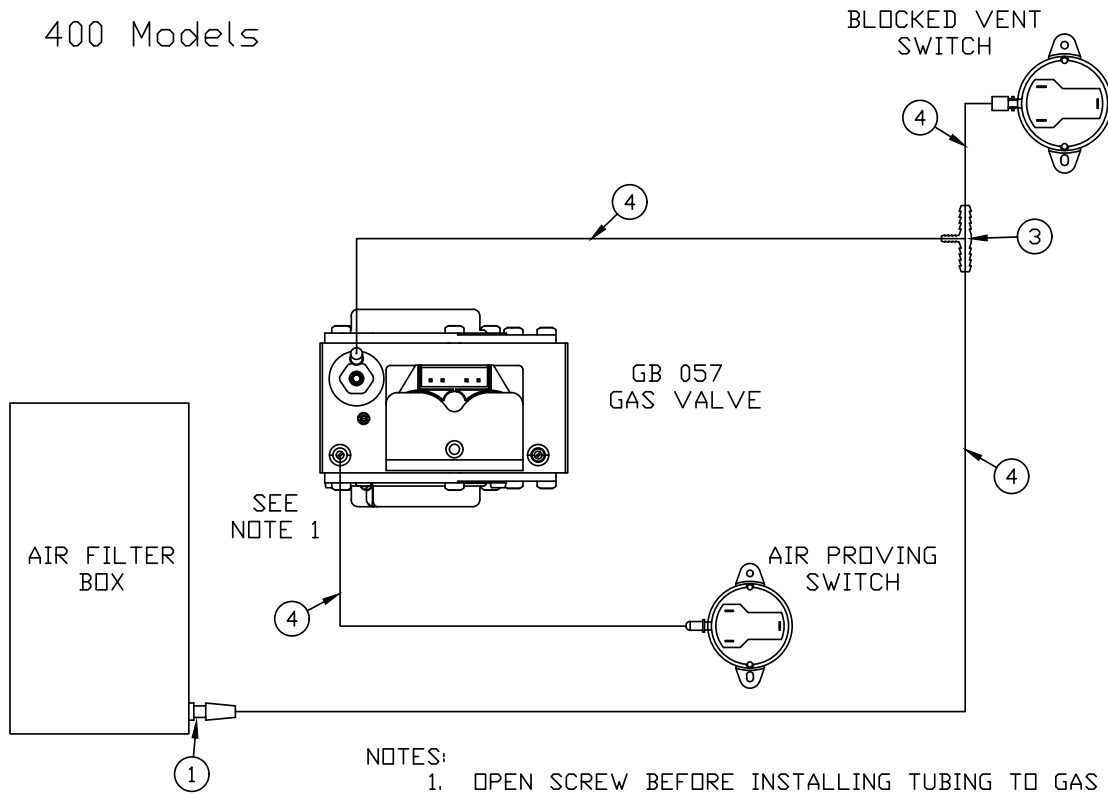 400 Models
BLOCKED VENT
SWITCH
4
4
3
GB 057
GAS VALVE
4
SEE
NOTE 1
AIR FILTER
BOX
AIR PROVING
SWITCH
4
1
NOTES:
1. OPEN SCREW BEFORE INSTALLING TUBING TO GAS